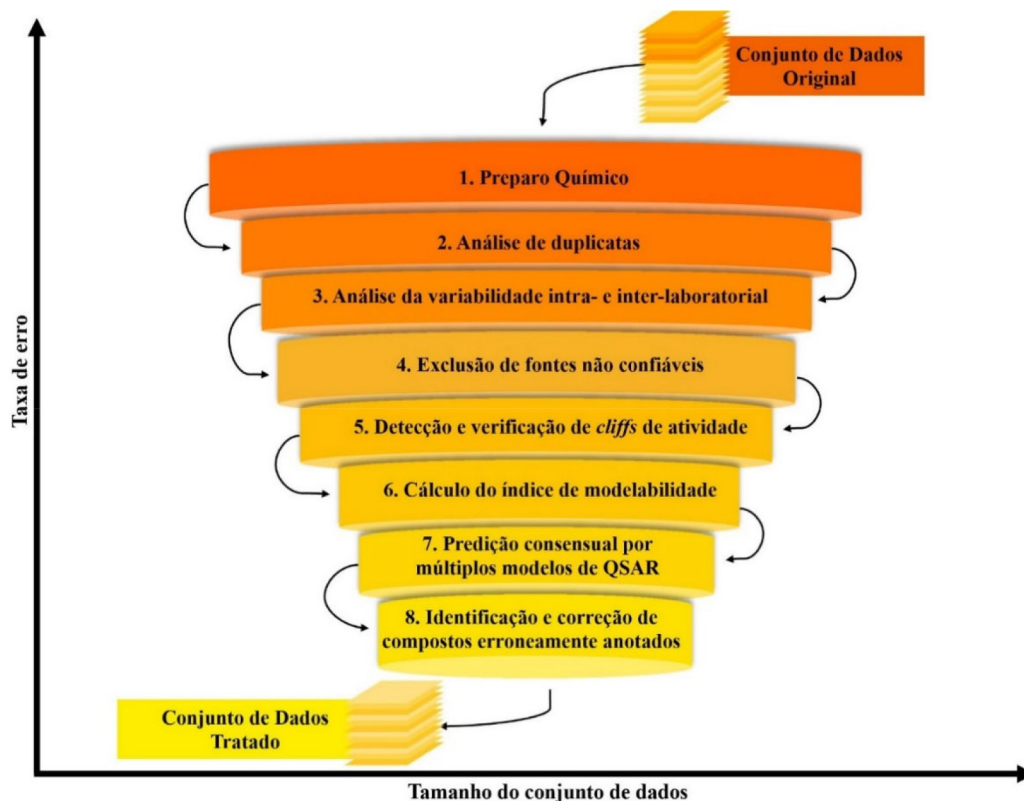 Conjunto de Dados
Original
1. Preparo Químico
2. Análise de duplicatas
3. Análise da variabilidade intra- e inter-laboratorial
4. Exclusão de fontes não confiáveis
5. Detecção e verificação de cliffs de atividade
6. Cálculo do índice de modelabilidade
7. Predição consensual por
múltiplos modelos de QSAR
8. Identificação e correção de
compostos erroneamente anotados
Conjunto de Dados
Tratado
Taxa de erro
Tamanho do conjunto de dados